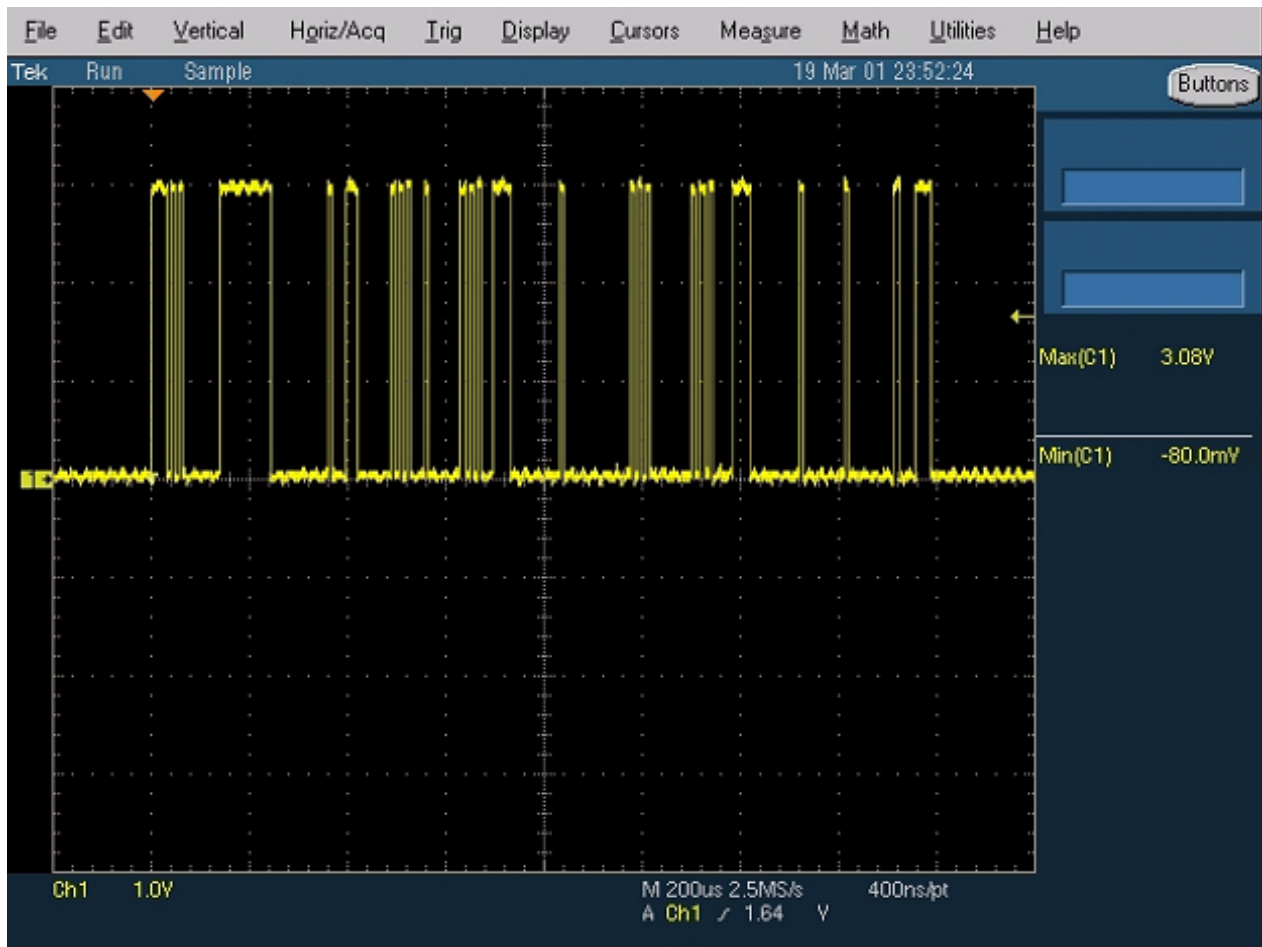 File Edit Vertical Horiz/Acq Trig Display Cursors Measure Math Utilities Help
Tek Run Sample 19 Mar 01 23:52:24
Buttons
Max(C1) 3.08V
Min(C1) -80.0mV
1
Ch1 1.0V M 200us 2.5MS/s 400ns/pt
A Ch1 / 1.64 V